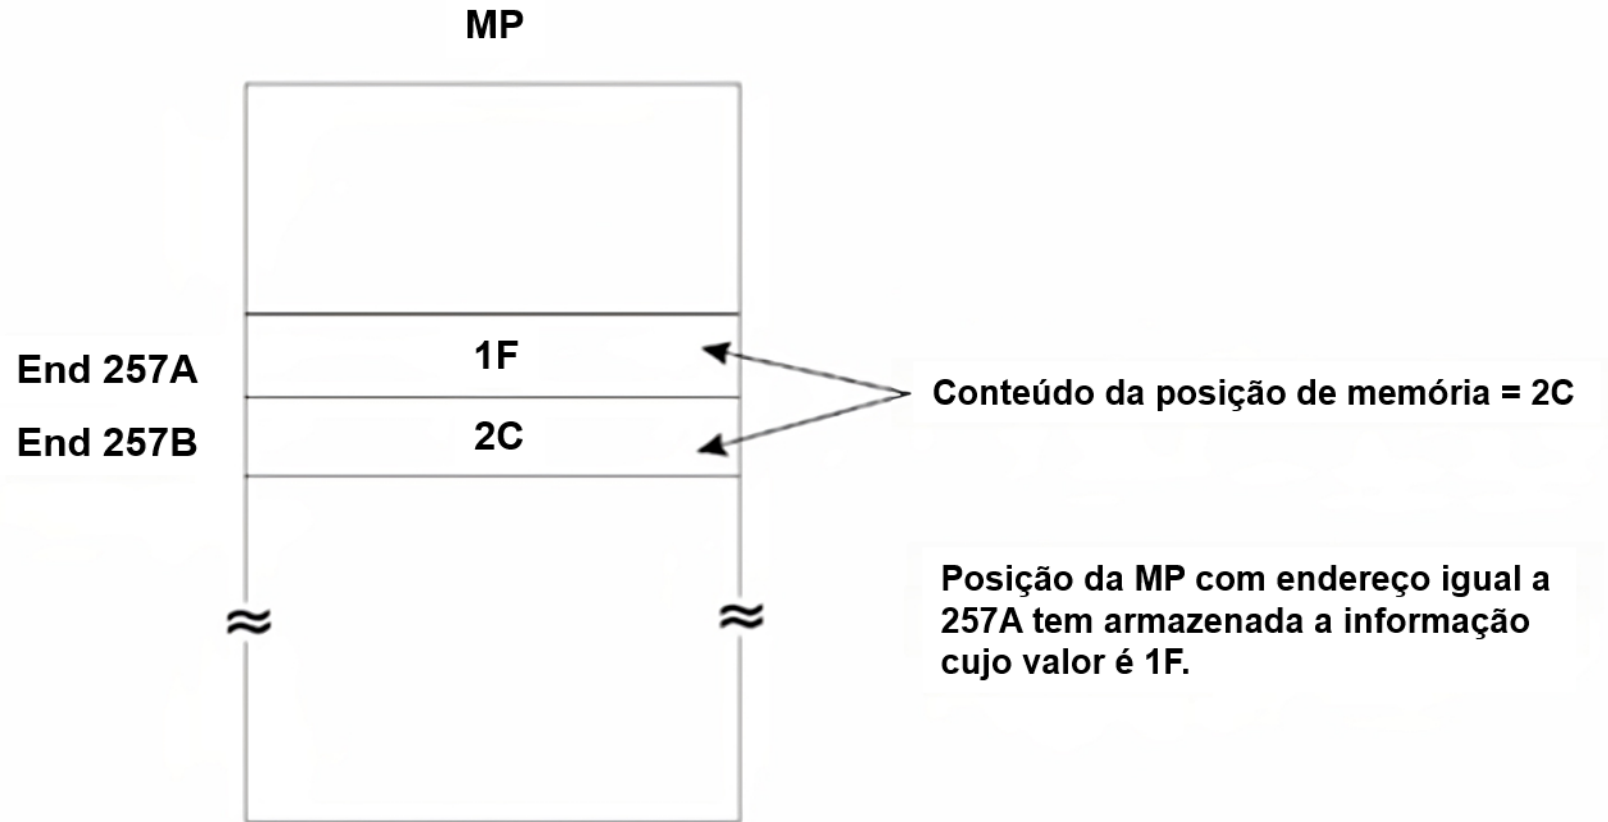 MP
End 257A
1F
End 257B
2C
Conteúdo da posição de memória = 2C
Posição da MP com endereço igual a
257A tem armazenada a informação
cujo valor é 1F.